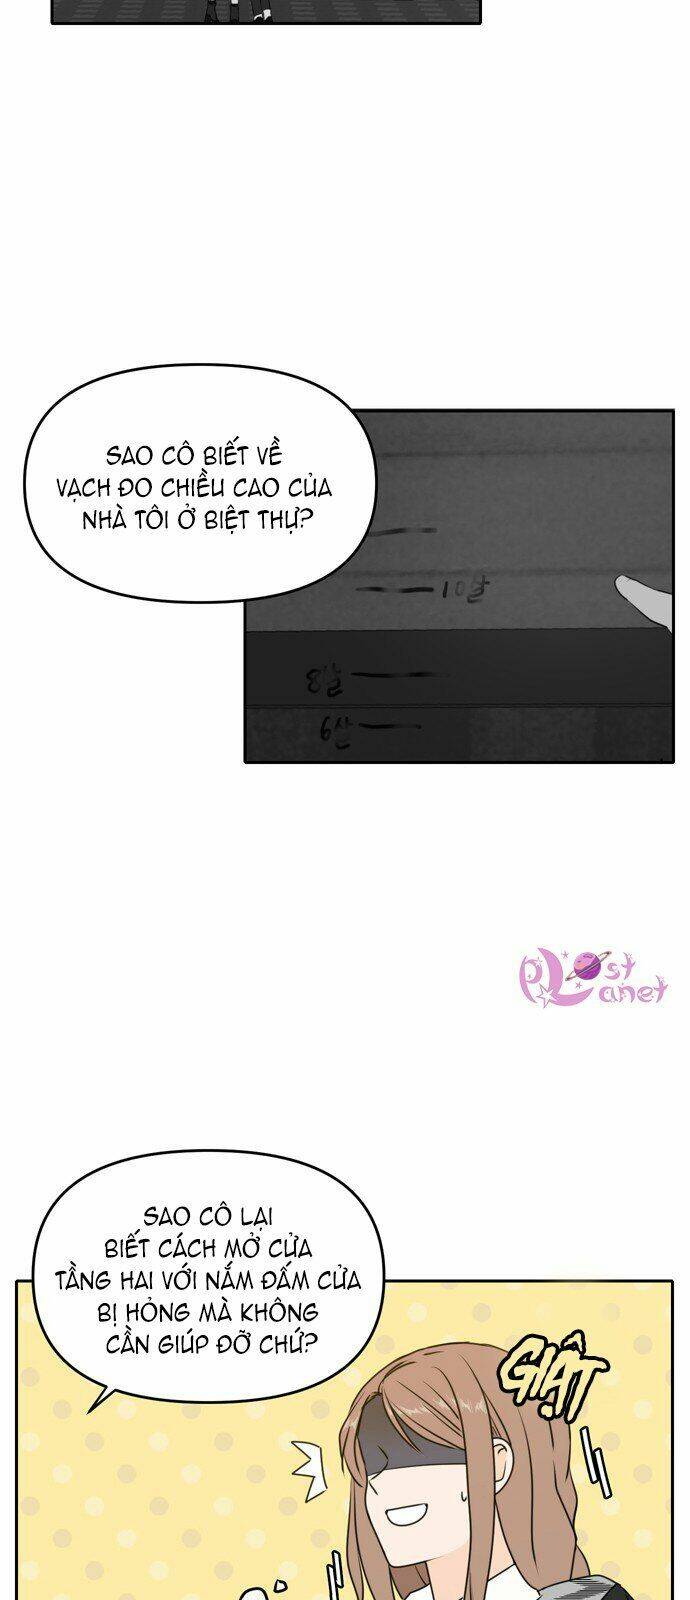 SAO CÔ BIẾT VỀ
VẠCH ĐO CHIỀU CAO CỦA
NHÀ TÔI Ở BIỆT THỰ?
10살
8살
6살
Lost
Planet
SAO CÔ LẠI
BIẾT CÁCH MỞ CỬA
TẦNG HAI VỚI NẮM ĐẤM CỬA
BỊ HỎNG MÀ KHÔNG
CẦN GIÚP ĐỠ CHỨ?
GIẬT